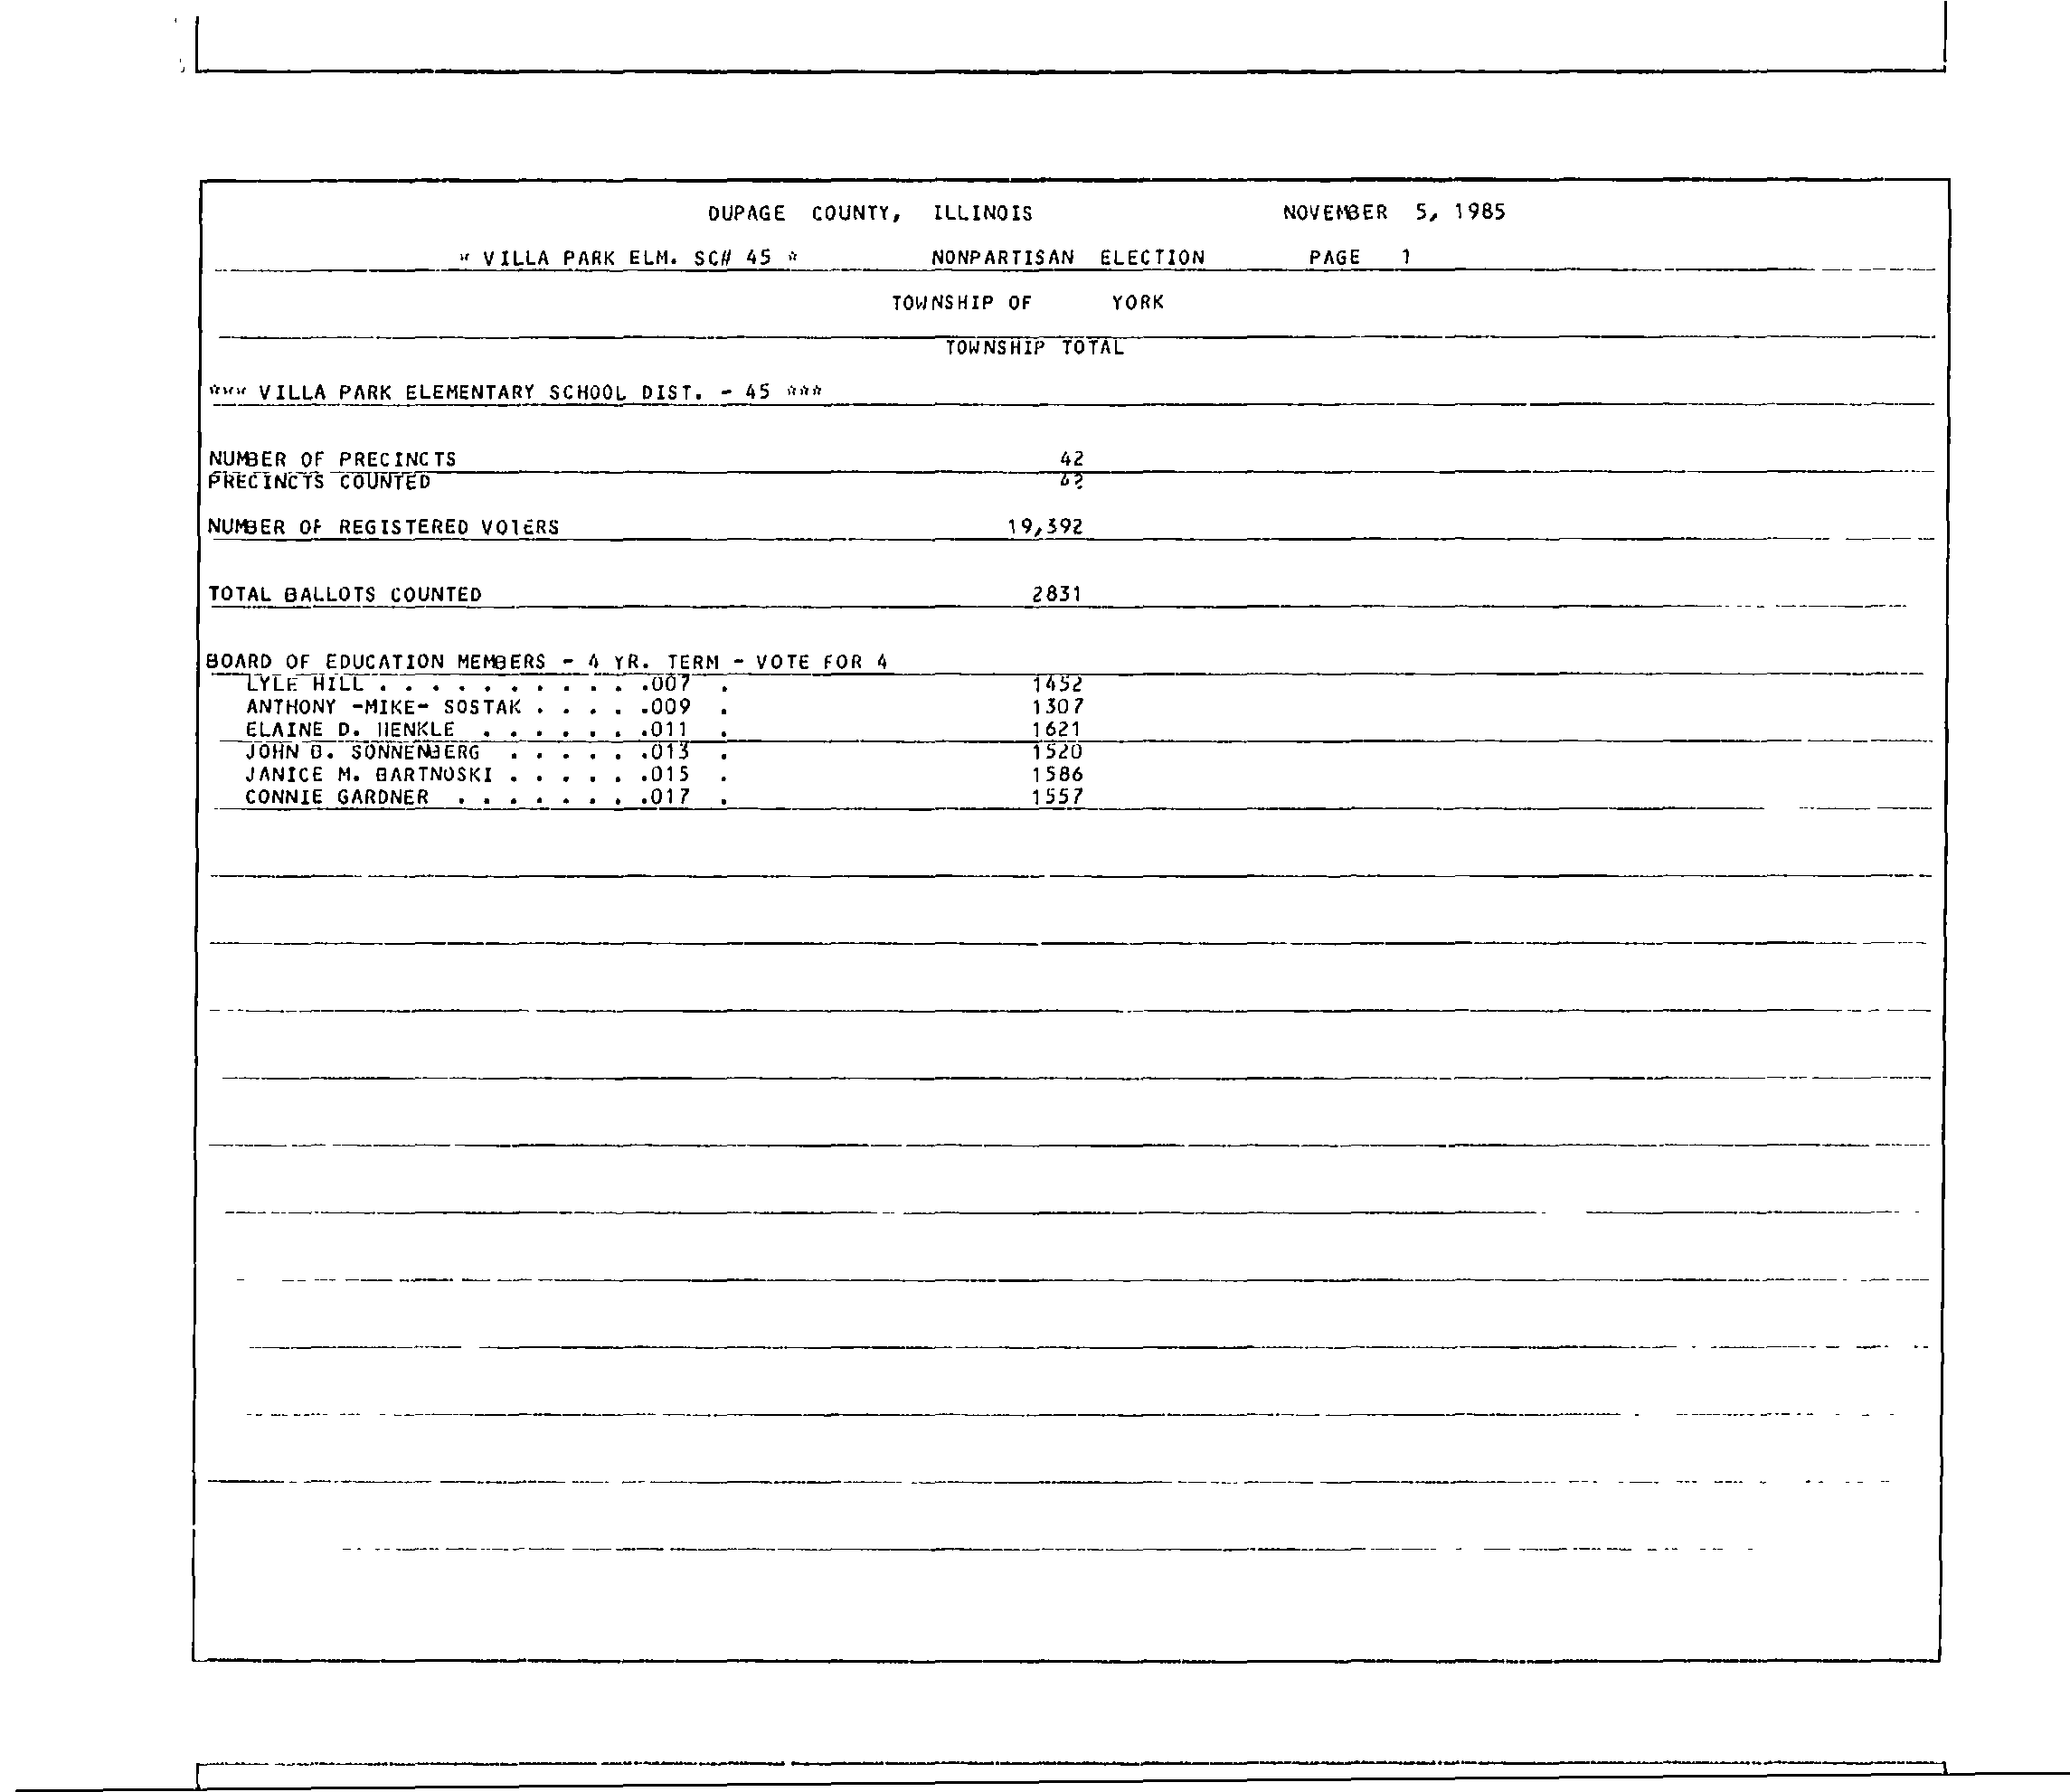 DUPAGE COUNTY, ILLINOIS NOVEMBER 5, 1985
* VILLA PARK ELM. SC# 45 * NONPARTISAN ELECTION PAGE 1
TOWNSHIP OF YORK
TOWNSHIP TOTAL
*** VILLA PARK ELEMENTARY SCHOOL DIST. - 45 ***
NUMBER OF PRECINCTS 42
PRECINCTS COUNTED 42
NUMBER OF REGISTERED VOTERS 19,392
TOTAL BALLOTS COUNTED 2831
BOARD OF EDUCATION MEMBERS - 4 YR. TERM - VOTE FOR 4
LYLE HILL . . . . . . . . . . .007 . 1452
ANTHONY -MIKE- SOSTAK . . . . .009 . 1307
ELAINE D. HENKLE . . . . . . .011 . 1621
JOHN B. SONNENBERG . . . . . .013 . 1520
JANICE M. BARTNOSKI . . . . . .015 . 1586
CONNIE GARDNER . . . . . . . .017 . 1557